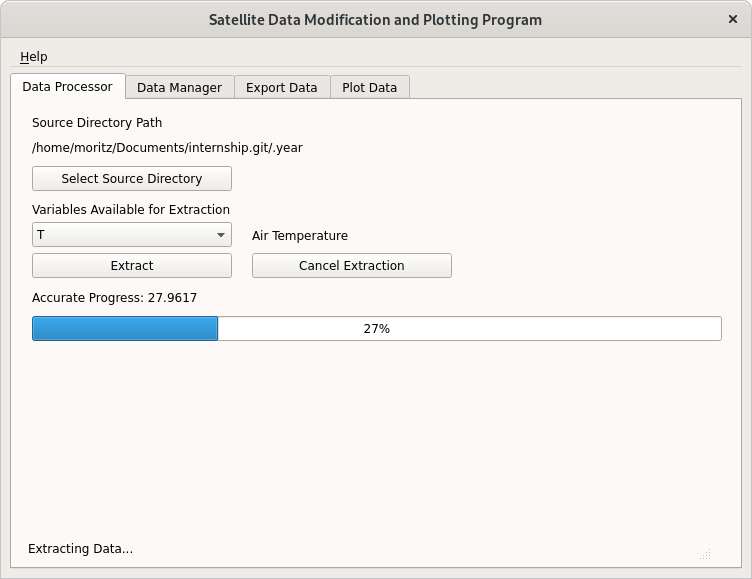 Satellite Data Modification and Plotting Program ×
Help
Data Processor Data Manager Export Data Plot Data
Source Directory Path
/home/moritz/Documents/internship.git/.year
Select Source Directory
Variables Available for Extraction
T Air Temperature
Extract Cancel Extraction
Accurate Progress: 27.9617
27%
Extracting Data...